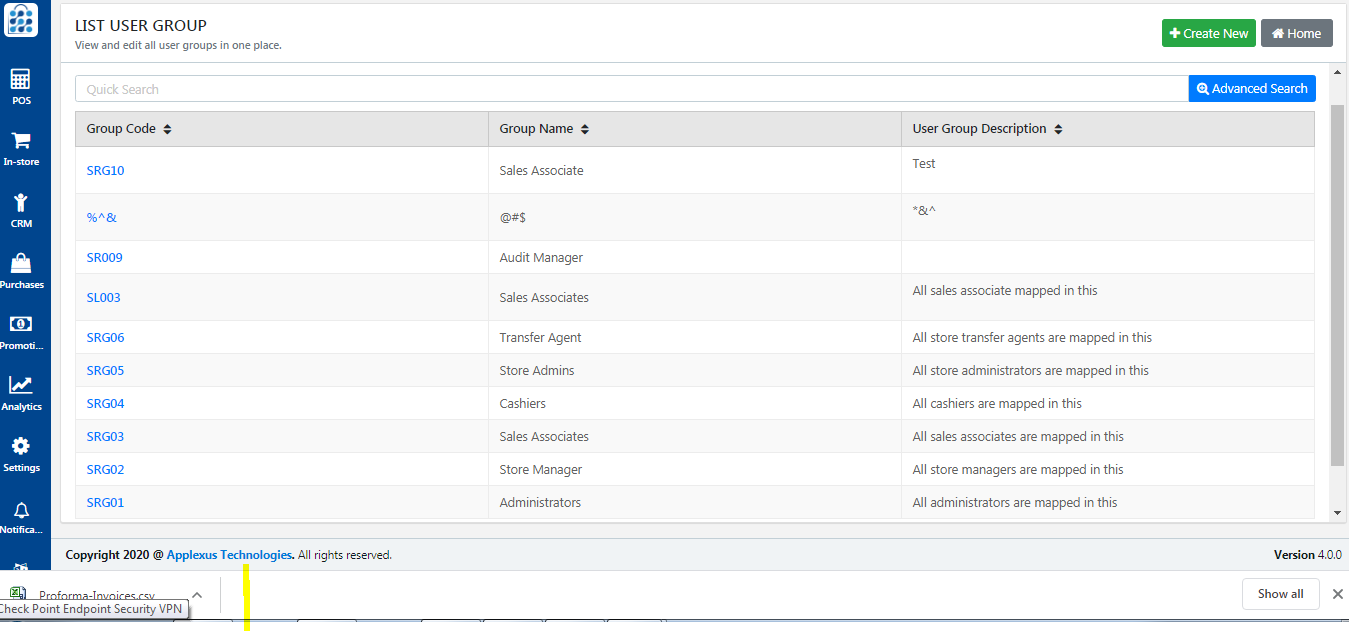 LIST USER GROUP
View and edit all user groups in one place.
Create New Home
Quick Search Advanced Search
Group Code Group Name User Group Description
SRG10 Sales Associate Test
%^& @#$ *&^
SR009 Audit Manager
SL003 Sales Associates All sales associate mapped in this
SRG06 Transfer Agent All store transfer agents are mapped in this
SRG05 Store Admins All store administrators are mapped in this
SRG04 Cashiers All cashiers are mapped in this
SRG03 Sales Associates All sales associates are mapped in this
SRG02 Store Manager All store managers are mapped in this
SRG01 Administrators All administrators are mapped in this
POS
In-store
CRM
Purchases
Promoti...
Analytics
Settings
Notifica...
Copyright 2020 @ Applexus Technologies. All rights reserved. Version 4.0.0
Proforma-Invoices.csv Show all
Check Point Endpoint Security VPN